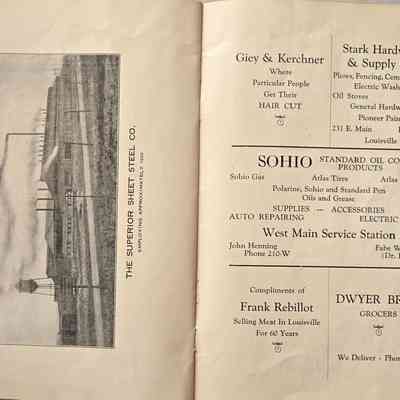 THE SUPERIOR SHEET STEEL CO.
EMPLOYING APPROXIMATELY 1000
Giey & Kerchner
Where
Particular People
Get Their
HAIR CUT
Stark Hardw
& Supply
Plows, Fencing, Cem
Electric Wash
Oil Stoves
General Hardw
Pioneer Pain
231 E. Main
Louisville
SOHIO STANDARD OIL CO
PRODUCTS
Sohio Gas Atlas Tires Atlas
Polarine, Sohio and Standard Pen
Oils and Grease
SUPPLIES — ACCESSORIES
AUTO REPAIRING ELECTRIC
West Main Service Station
John Henning
Phone 210-W
Fabe W
(Dr. 
Compliments of
Frank Rebillot
Selling Meat In Louisville
For 60 Years
DWYER BR
GROCERS
We Deliver - Phon